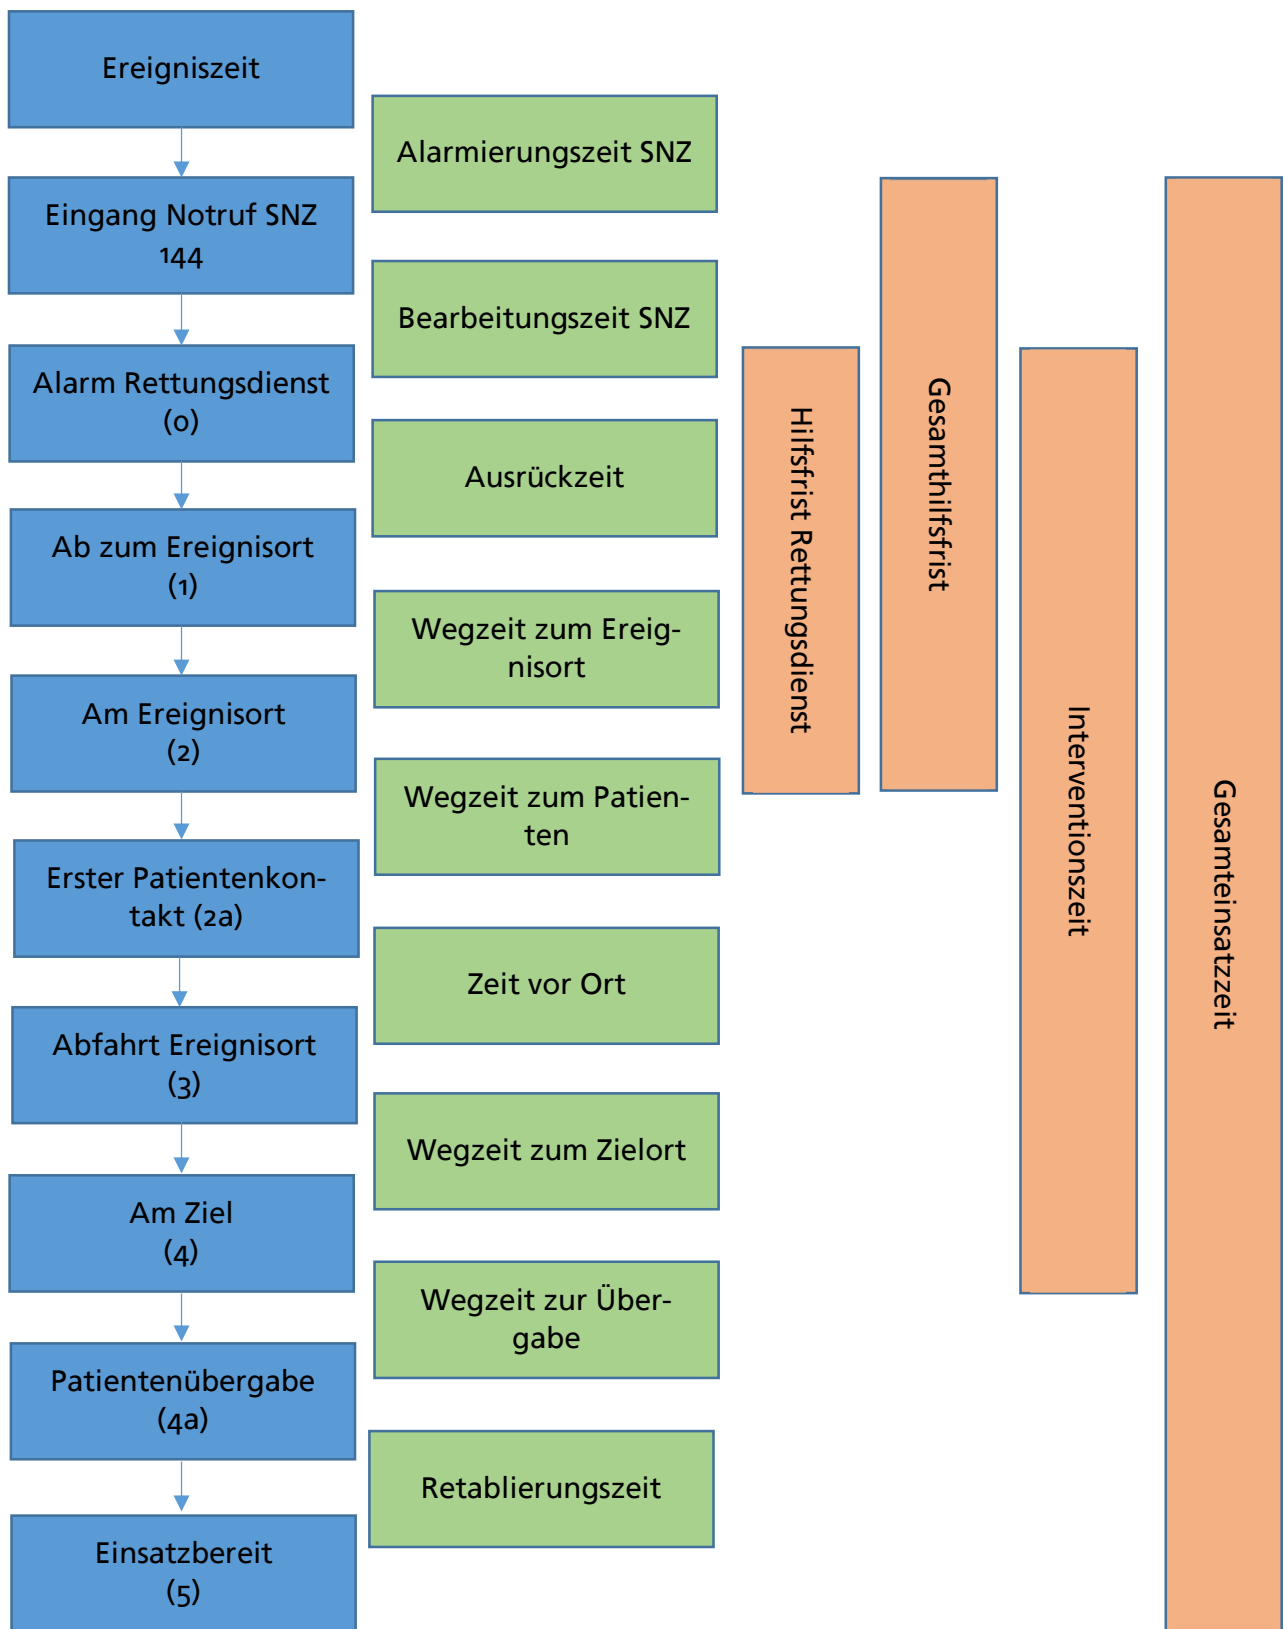 Ereigniszeit
Alarmierungszeit SNZ
Eingang Notruf SNZ
144
Bearbeitungszeit SNZ
Alarm Rettungsdienst
(0)
Ausrückzeit
Ab zum Ereignisort
(1)
Wegzeit zum Ereig-
nisort
Am Ereignisort
(2)
Wegzeit zum Patien-
ten
Erster Patientenkon-
takt (2a)
Zeit vor Ort
Abfahrt Ereignisort
(3)
Wegzeit zum Zielort
Am Ziel
(4)
Wegzeit zur Über-
gabe
Patientenübergabe
(4a)
Retablierungszeit
Einsatzbereit
(5)
Hilfsfrist Rettungsdienst
Gesamthilfsfrist
Interventionszeit
Gesamteinsatzzeit